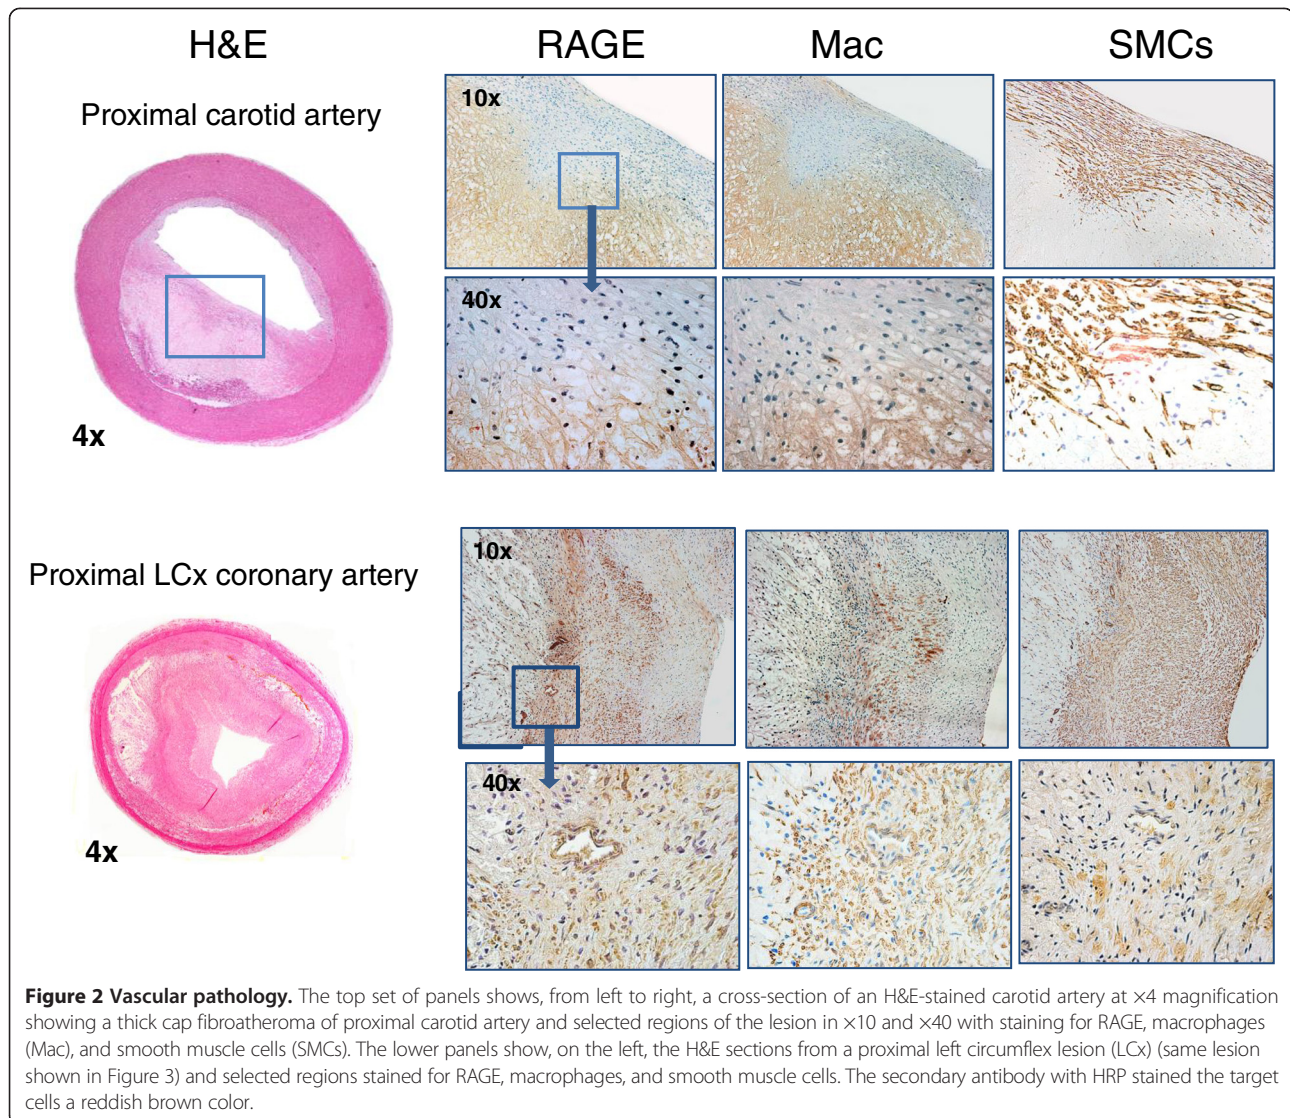 H&E RAGE Mac SMCs
Proximal carotid artery
10x
40x
4x
Proximal LCx coronary artery
10x
40x
4x
Figure 2 Vascular pathology. The top set of panels shows, from left to right, a cross-section of an H&E-stained carotid artery at ×4 magnification
showing a thick cap fibroatheroma of proximal carotid artery and selected regions of the lesion in ×10 and ×40 with staining for RAGE, macrophages
(Mac), and smooth muscle cells (SMCs). The lower panels show, on the left, the H&E sections from a proximal left circumflex lesion (LCx) (same lesion
shown in Figure 3) and selected regions stained for RAGE, macrophages, and smooth muscle cells. The secondary antibody with HRP stained the target
cells a reddish brown color.